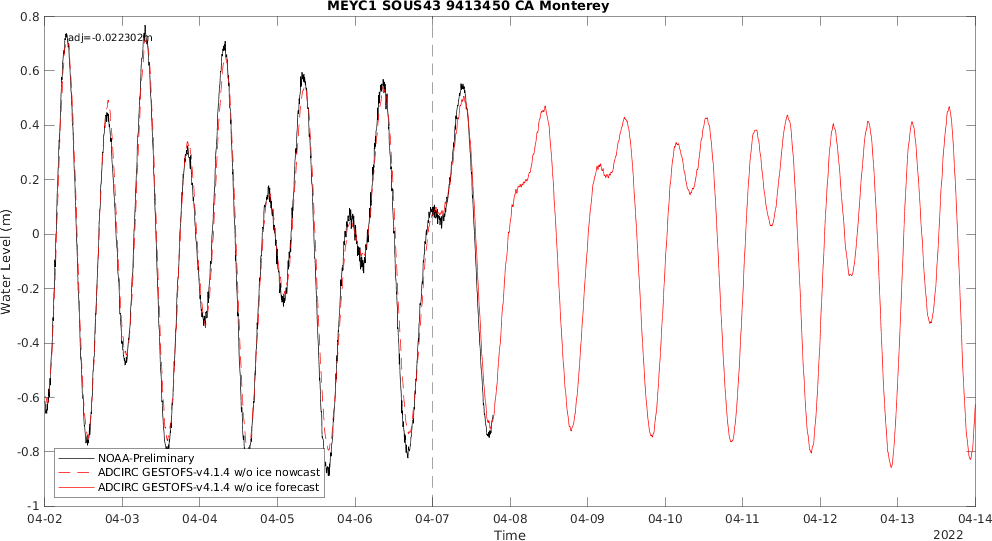 MEYC1 SOUS43 9413450 CA Monterey
adj=-0.022302m
0.8
0.6
0.4
0.2
0
-0.2
-0.4
-0.6
-0.8
-1
Water Level (m)
NOAA-Preliminary
ADCIRC GESTOFS-v4.1.4 w/o ice nowcast
ADCIRC GESTOFS-v4.1.4 w/o ice forecast
04-02 04-03 04-04 04-05 04-06 04-07 04-08 04-09 04-10 04-11 04-12 04-13 04-14
Time
2022